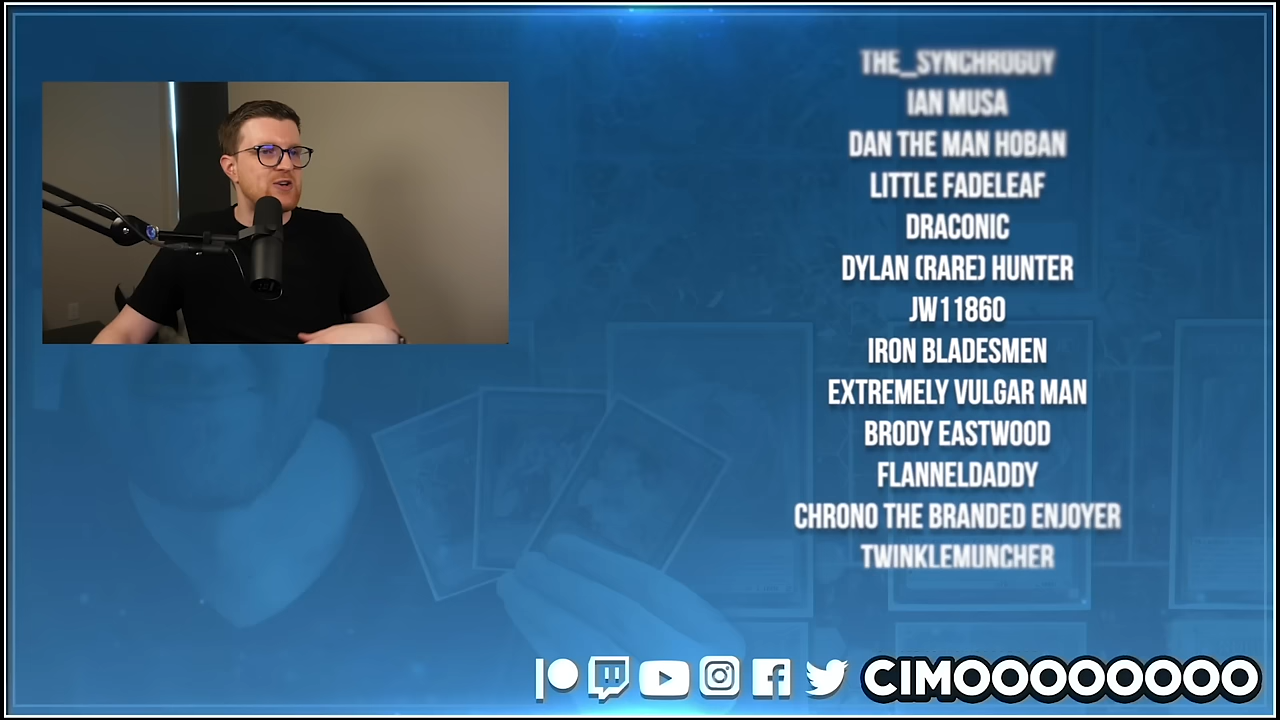 THE_SYNCHROGUY
IAN MUSA
DAN THE MAN HOBAN
LITTLE FADELEAF
DRACONIC
DYLAN (RARE) HUNTER
JW11860
IRON BLADESMEN
EXTREMELY VULGAR MAN
BRODY EASTWOOD
FLANNELDADDY
CHRONO THE BRANDED ENJOYER
TWINKLEMUNCHER
CIMOOOOOOOO